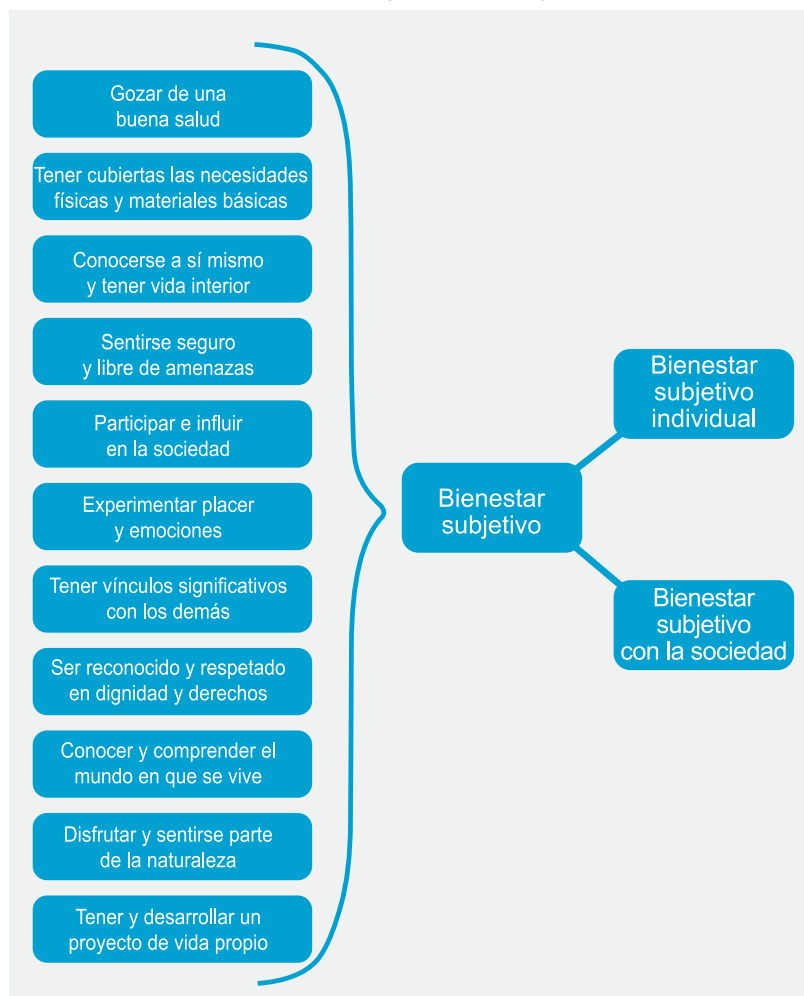 Gozar de una
buena salud
Tener cubiertas las necesidades
físicas y materiales básicas
Conocerse a sí mismo
y tener vida interior
Sentirse seguro
y libre de amenazas
Participar e influir
en la sociedad
Experimentar placer
y emociones
Tener vínculos significativos
con los demás
Ser reconocido y respetado
en dignidad y derechos
Conocer y comprender el
mundo en que se vive
Disfrutar y sentirse parte
de la naturaleza
Tener y desarrollar un
proyecto de vida propio
Bienestar
subjetivo
Bienestar
subjetivo
individual
Bienestar
subjetivo
con la sociedad